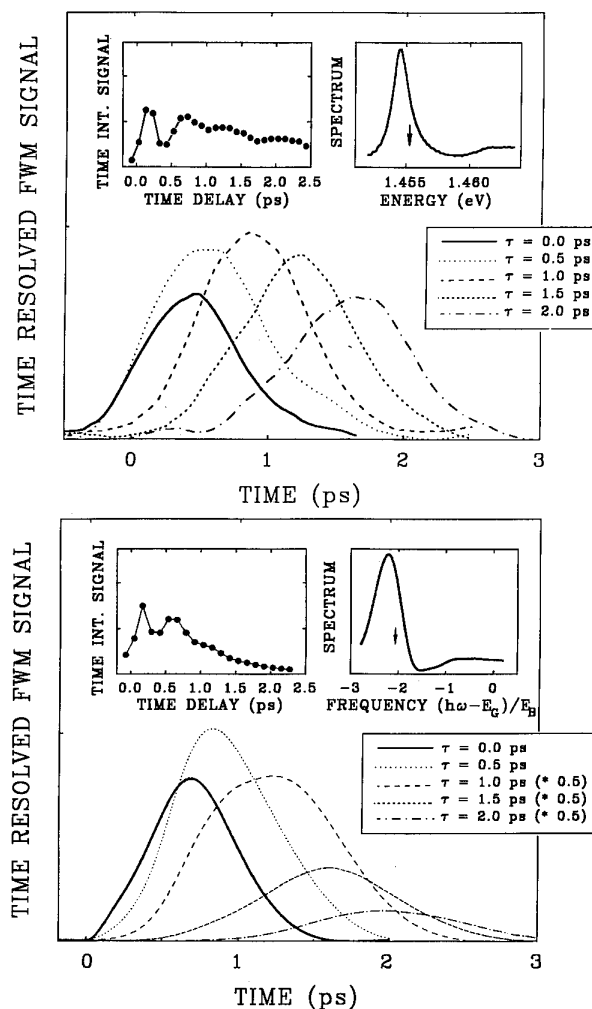 TIME RESOLVED FWM SIGNAL
TIME INT. SIGNAL
0.0 0.5 1.0 1.5 2.0 2.5
TIME DELAY (ps)
SPECTRUM
1.455 1.460
ENERGY (eV)
τ = 0.0 ps
τ = 0.5 ps
τ = 1.0 ps
τ = 1.5 ps
τ = 2.0 ps
0 1 2 3
TIME (ps)
TIME RESOLVED FWM SIGNAL
TIME INT. SIGNAL
0.0 0.5 1.0 1.5 2.0 2.5
TIME DELAY (ps)
SPECTRUM
-3 -2 -1 0
FREQUENCY (ħω-E_G)/E_B
τ = 0.0 ps
τ = 0.5 ps
τ = 1.0 ps (* 0.5)
τ = 1.5 ps (* 0.5)
τ = 2.0 ps (* 0.5)
0 1 2 3
TIME (ps)